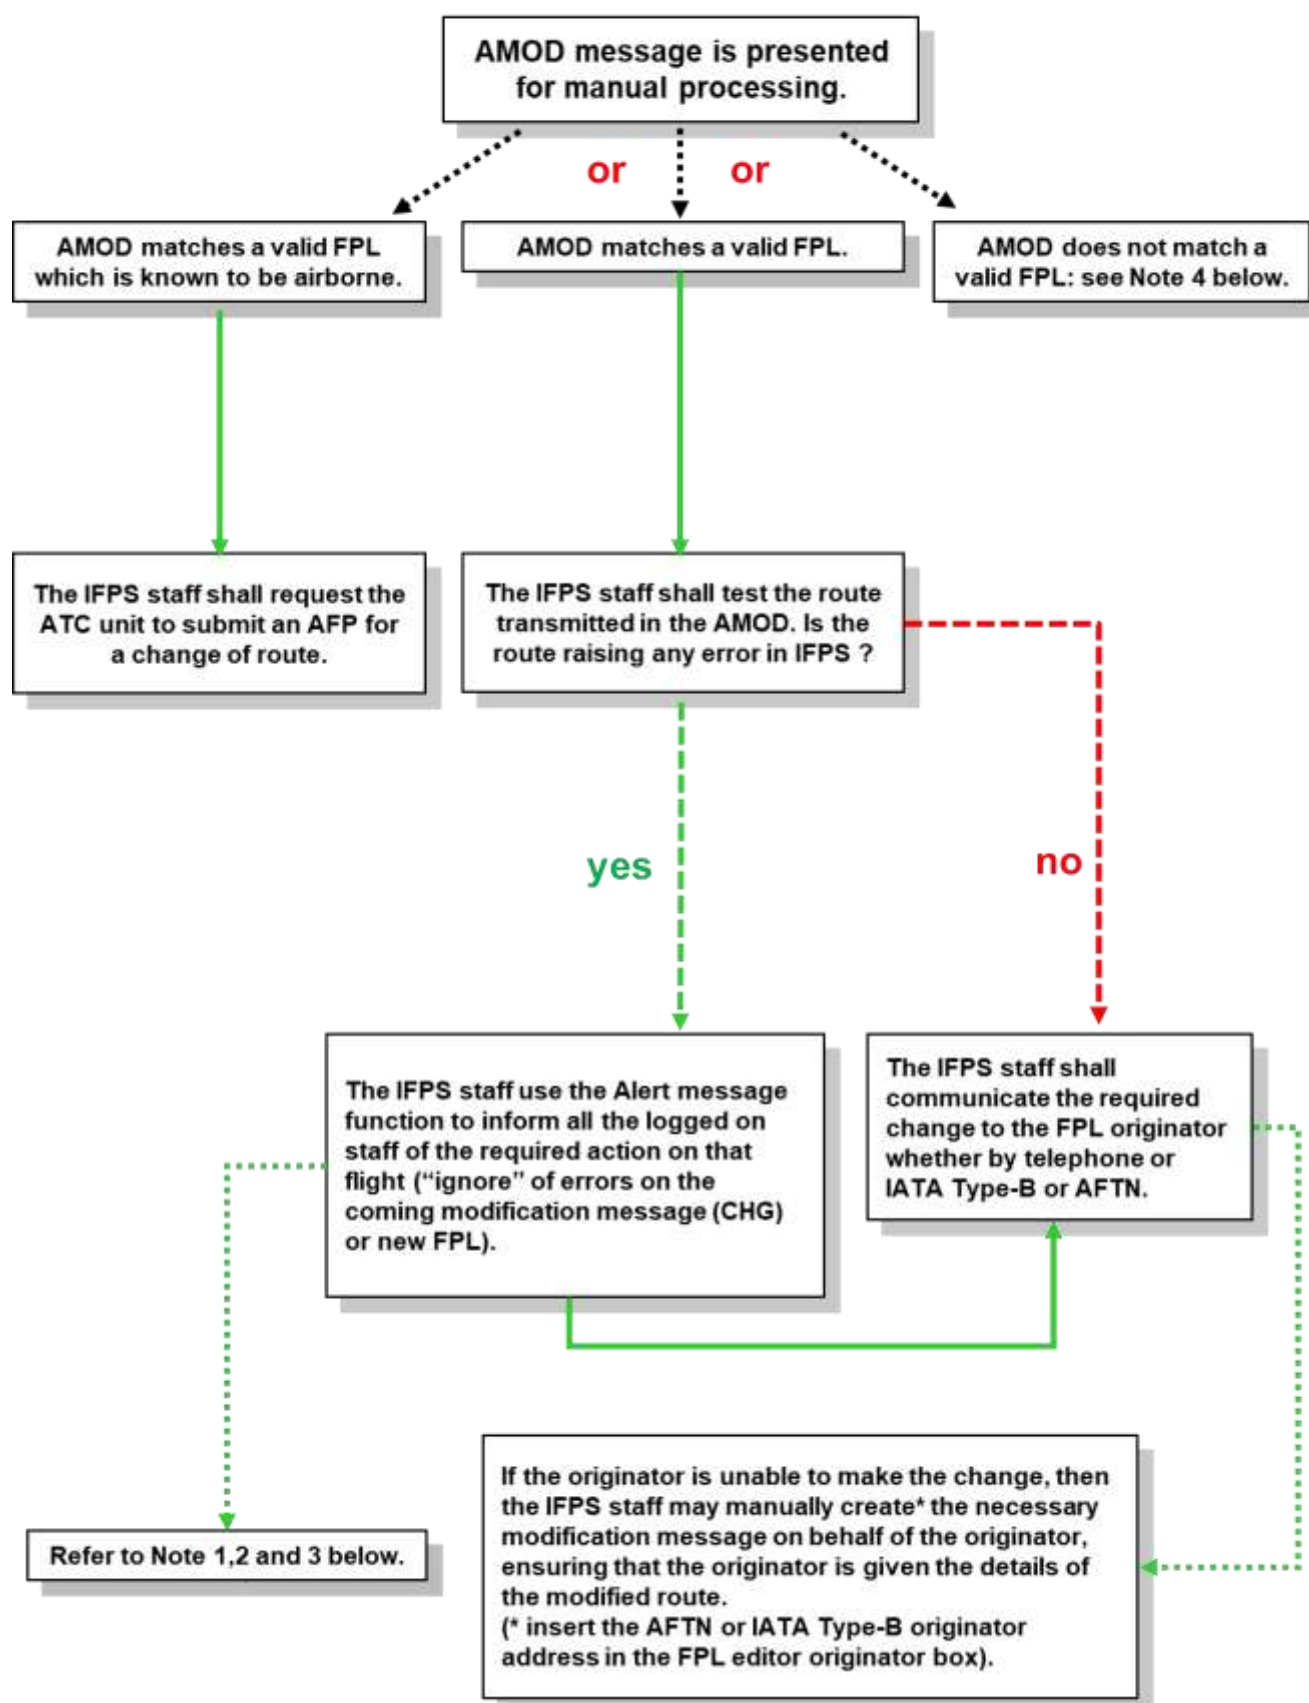 AMOD message is presented
for manual processing.
or
or
AMOD matches a valid FPL
which is known to be airborne.
AMOD matches a valid FPL.
AMOD does not match a
valid FPL: see Note 4 below.
The IFPS staff shall request the
ATC unit to submit an AFP for
a change of route.
The IFPS staff shall test the route
transmitted in the AMOD. Is the
route raising any error in IFPS ?
yes
no
The IFPS staff use the Alert message
function to inform all the logged on
staff of the required action on that
flight (“ignore” of errors on the
coming modification message (CHG)
or new FPL).
The IFPS staff shall
communicate the required
change to the FPL originator
whether by telephone or
IATA Type-B or AFTN.
Refer to Note 1,2 and 3 below.
If the originator is unable to make the change, then
the IFPS staff may manually create* the necessary
modification message on behalf of the originator,
ensuring that the originator is given the details of
the modified route.
(* insert the AFTN or IATA Type-B originator
address in the FPL editor originator box).